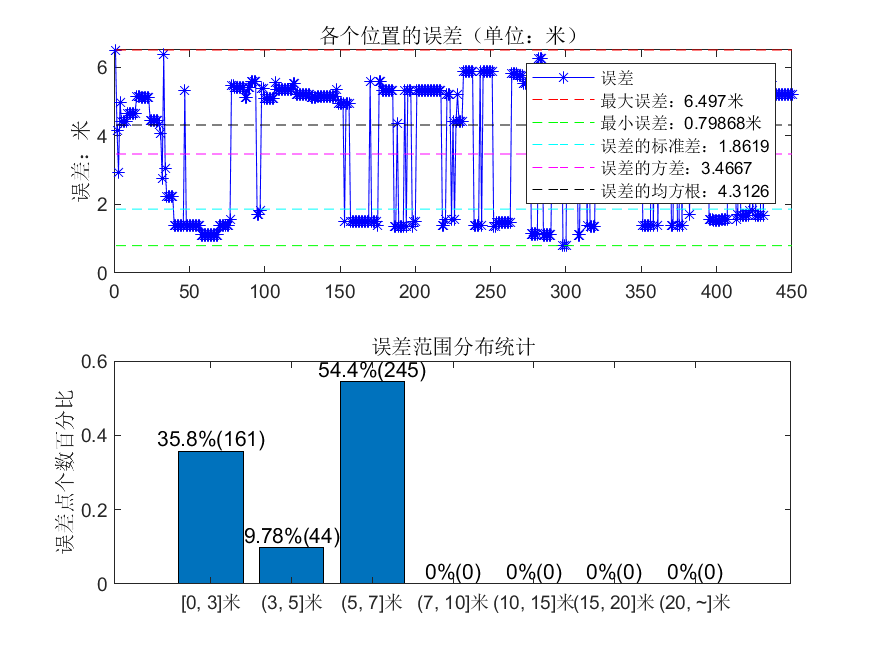 各个位置的误差（单位：米）
误差：米
6
4
2
0
0 50 100 150 200 250 300 350 400 450
误差
最大误差：6.497米
最小误差：0.79868米
误差的标准差：1.8619
误差的方差：3.4667
误差的均方根：4.3126
误差范围分布统计
误差点个数百分比
0.6
0.4
0.2
0
35.8%(161)
9.78%(44)
54.4%(245)
0%(0)
0%(0)
0%(0)
0%(0)
[0, 3]米 (3, 5]米 (5, 7]米 (7, 10]米 (10, 15]米 (15, 20]米 (20, ~]米